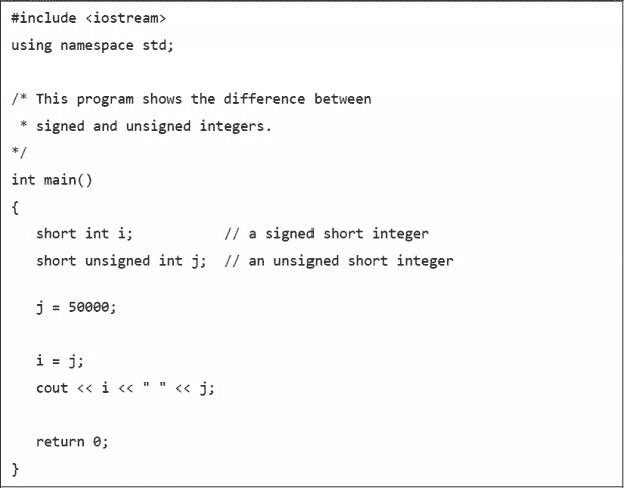 #include <iostream>
using namespace std;
/* This program shows the difference between
* signed and unsigned integers.
*/
int main()
{
short int i; // a signed short integer
short unsigned int j; // an unsigned short integer
j = 50000;
i = j;
cout << i << " " << j;
return 0;
}